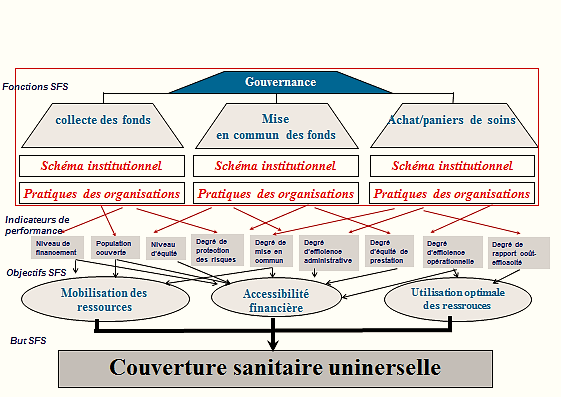 Gouvernance
Fonctions SFS
collecte des fonds
Mise
en commun des fonds
Achat/paniers de soins
Schéma institutionnel
Schéma institutionnel
Schéma institutionnel
Pratiques des organisations
Pratiques des organisations
Pratiques des organisations
Indicateurs de
performance
Niveau de
financement
Population
couverte
Niveau
d'équité
Degré de
protection
des risques
Degré de
mise en
commun
Degré
d'efficience
administrative
Degré
d'équité de
prestation
Degré
d'efficience
opérationnelle
Degré de
rapport coût-
efficacité
Objectifs SFS
Mobilisation des
ressources
Accessibilité
financière
Utilisation optimale
des ressrouces
But SFS
Couverture sanitaire uninerselle